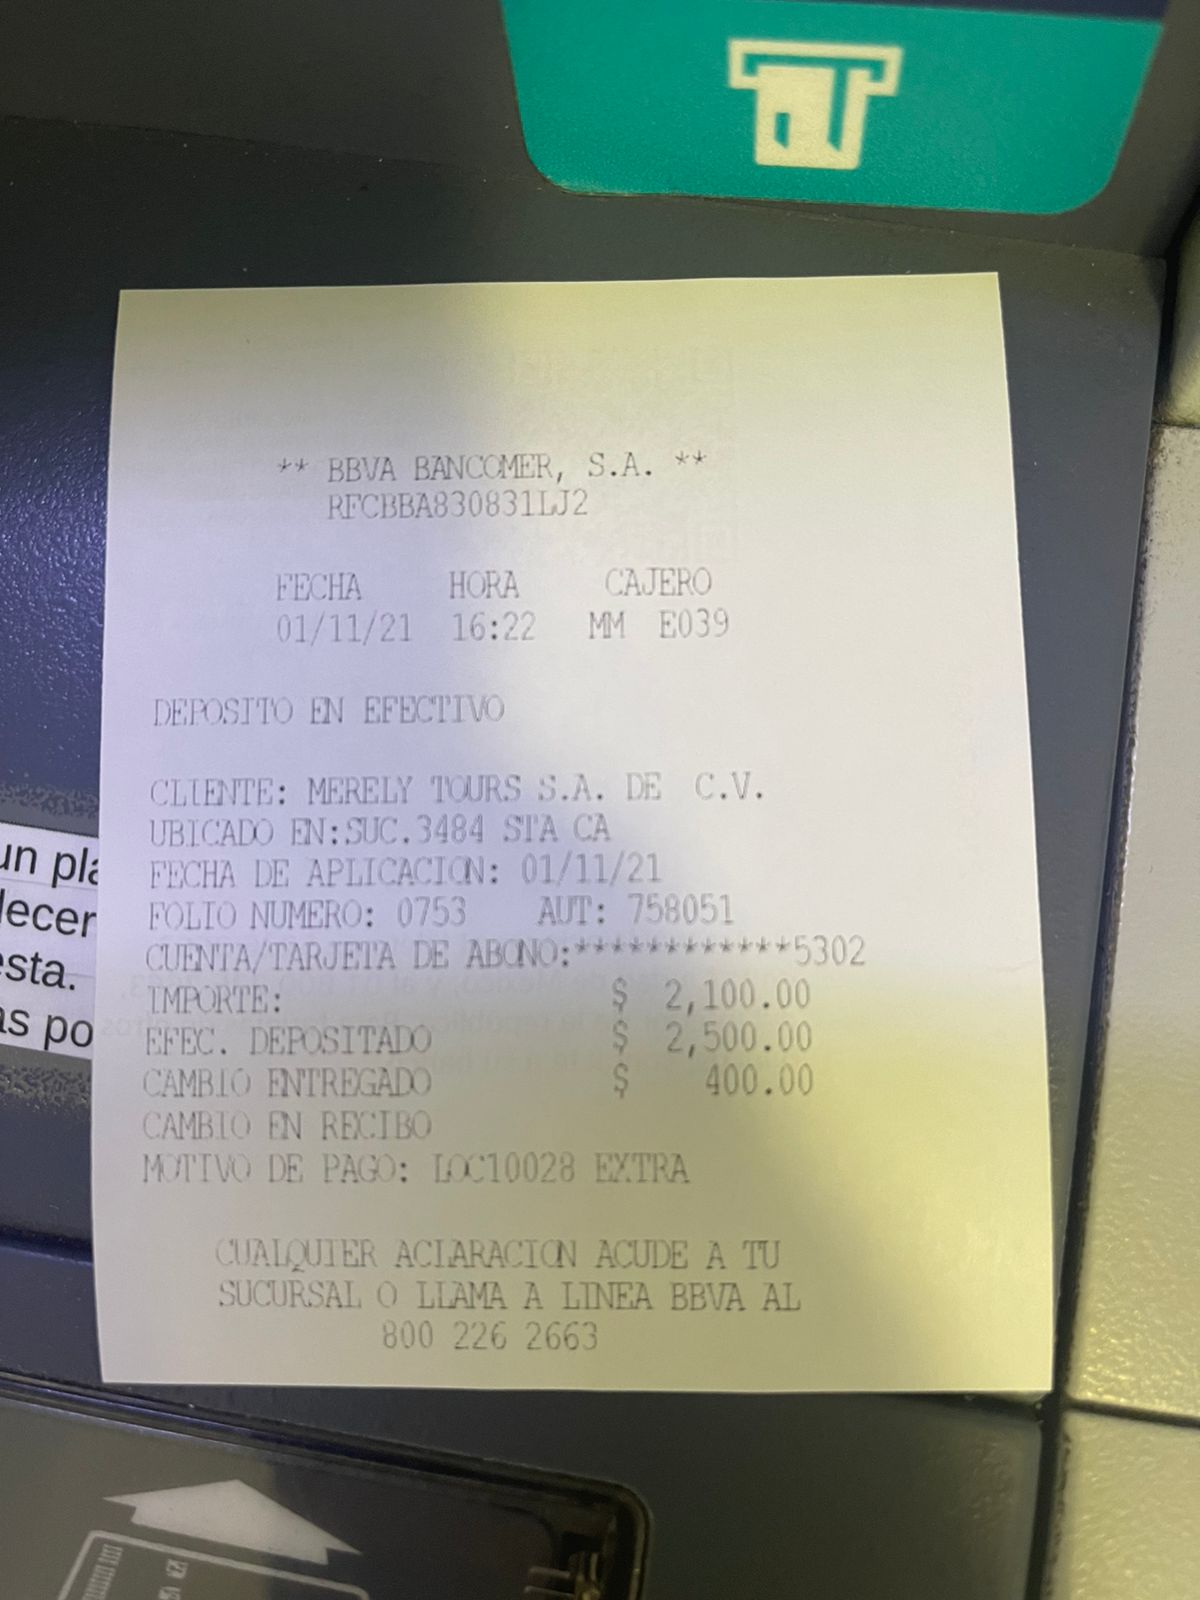 ** BBVA BANCOMER, S.A. **
RFCBBA830831LJ2
FECHA HORA CAJERO
01/11/21 16:22 MM E039
DEPOSITO EN EFECTIVO
CLIENTE: MERELY TOURS S.A. DE C.V.
UBICADO EN:SUC.3484 STA CA
FECHA DE APLICACION: 01/11/21
FOLIO NUMERO: 0753 AUT: 758051
CUENTA/TARJETA DE ABONO:************5302
IMPORTE: $ 2,100.00
EFEC. DEPOSITADO $ 2,500.00
CAMBIO ENTREGADO $ 400.00
CAMBIO EN RECIBO
MOTIVO DE PAGO: LOC10028 EXTRA
CUALQUIER ACLARACION ACUDE A TU
SUCURSAL O LLAMA A LINEA BBVA AL
800 226 2663
un pla
decer
esta.
as po